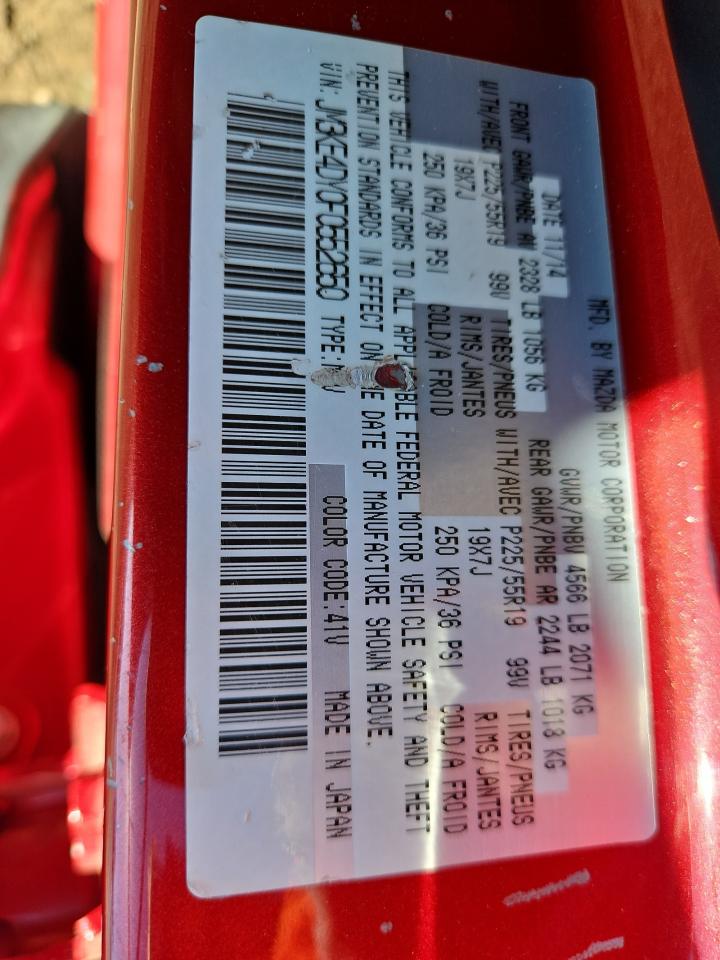 MFD. BY MAZDA MOTOR CORPORATION
DATE 11/14 GVWR/PNBV 4566 LB 2071 KG
FRONT GAWR/PNBE AV 2328 LB 1056 KG REAR GAWR/PNBE AR 2244 LB 1018 KG
WITH/AVEC P225/55R19 99V TIRES/PNEUS WITH/AVEC P225/55R19 99V TIRES/PNEUS
19X7J RIMS/JANTES 19X7J RIMS/JANTES
250 KPA/36 PSI COLD/A FROID 250 KPA/36 PSI COLD/A FROID
THIS VEHICLE CONFORMS TO ALL FEDERAL MOTOR VEHICLE SAFETY AND THEFT
PREVENTION STANDARDS IN EFFECT ON DATE OF MANUFACTURE SHOWN ABOVE.
VIN: TYPE: COLOR CODE:41V MADE IN JAPAN